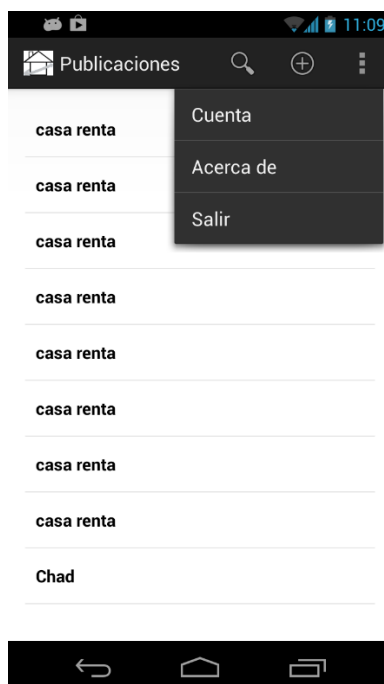 11:09
Publicaciones
Cuenta
Acerca de
Salir
casa renta
casa renta
casa renta
casa renta
casa renta
casa renta
casa renta
casa renta
Chad